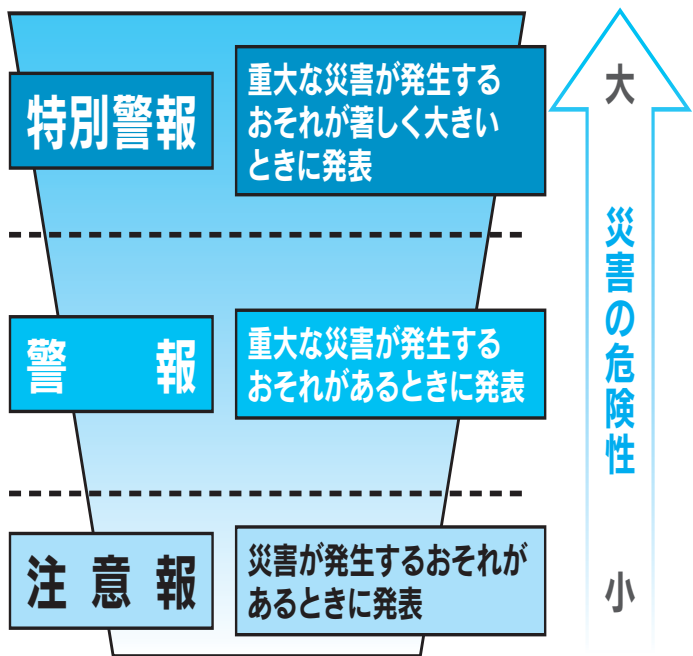 特別警報
重大な災害が発生する
おそれが著しく大きい
ときに発表
警報
重大な災害が発生する
おそれがあるときに発表
注意報
災害が発生するおそれが
あるときに発表
大
災害の危険性
小